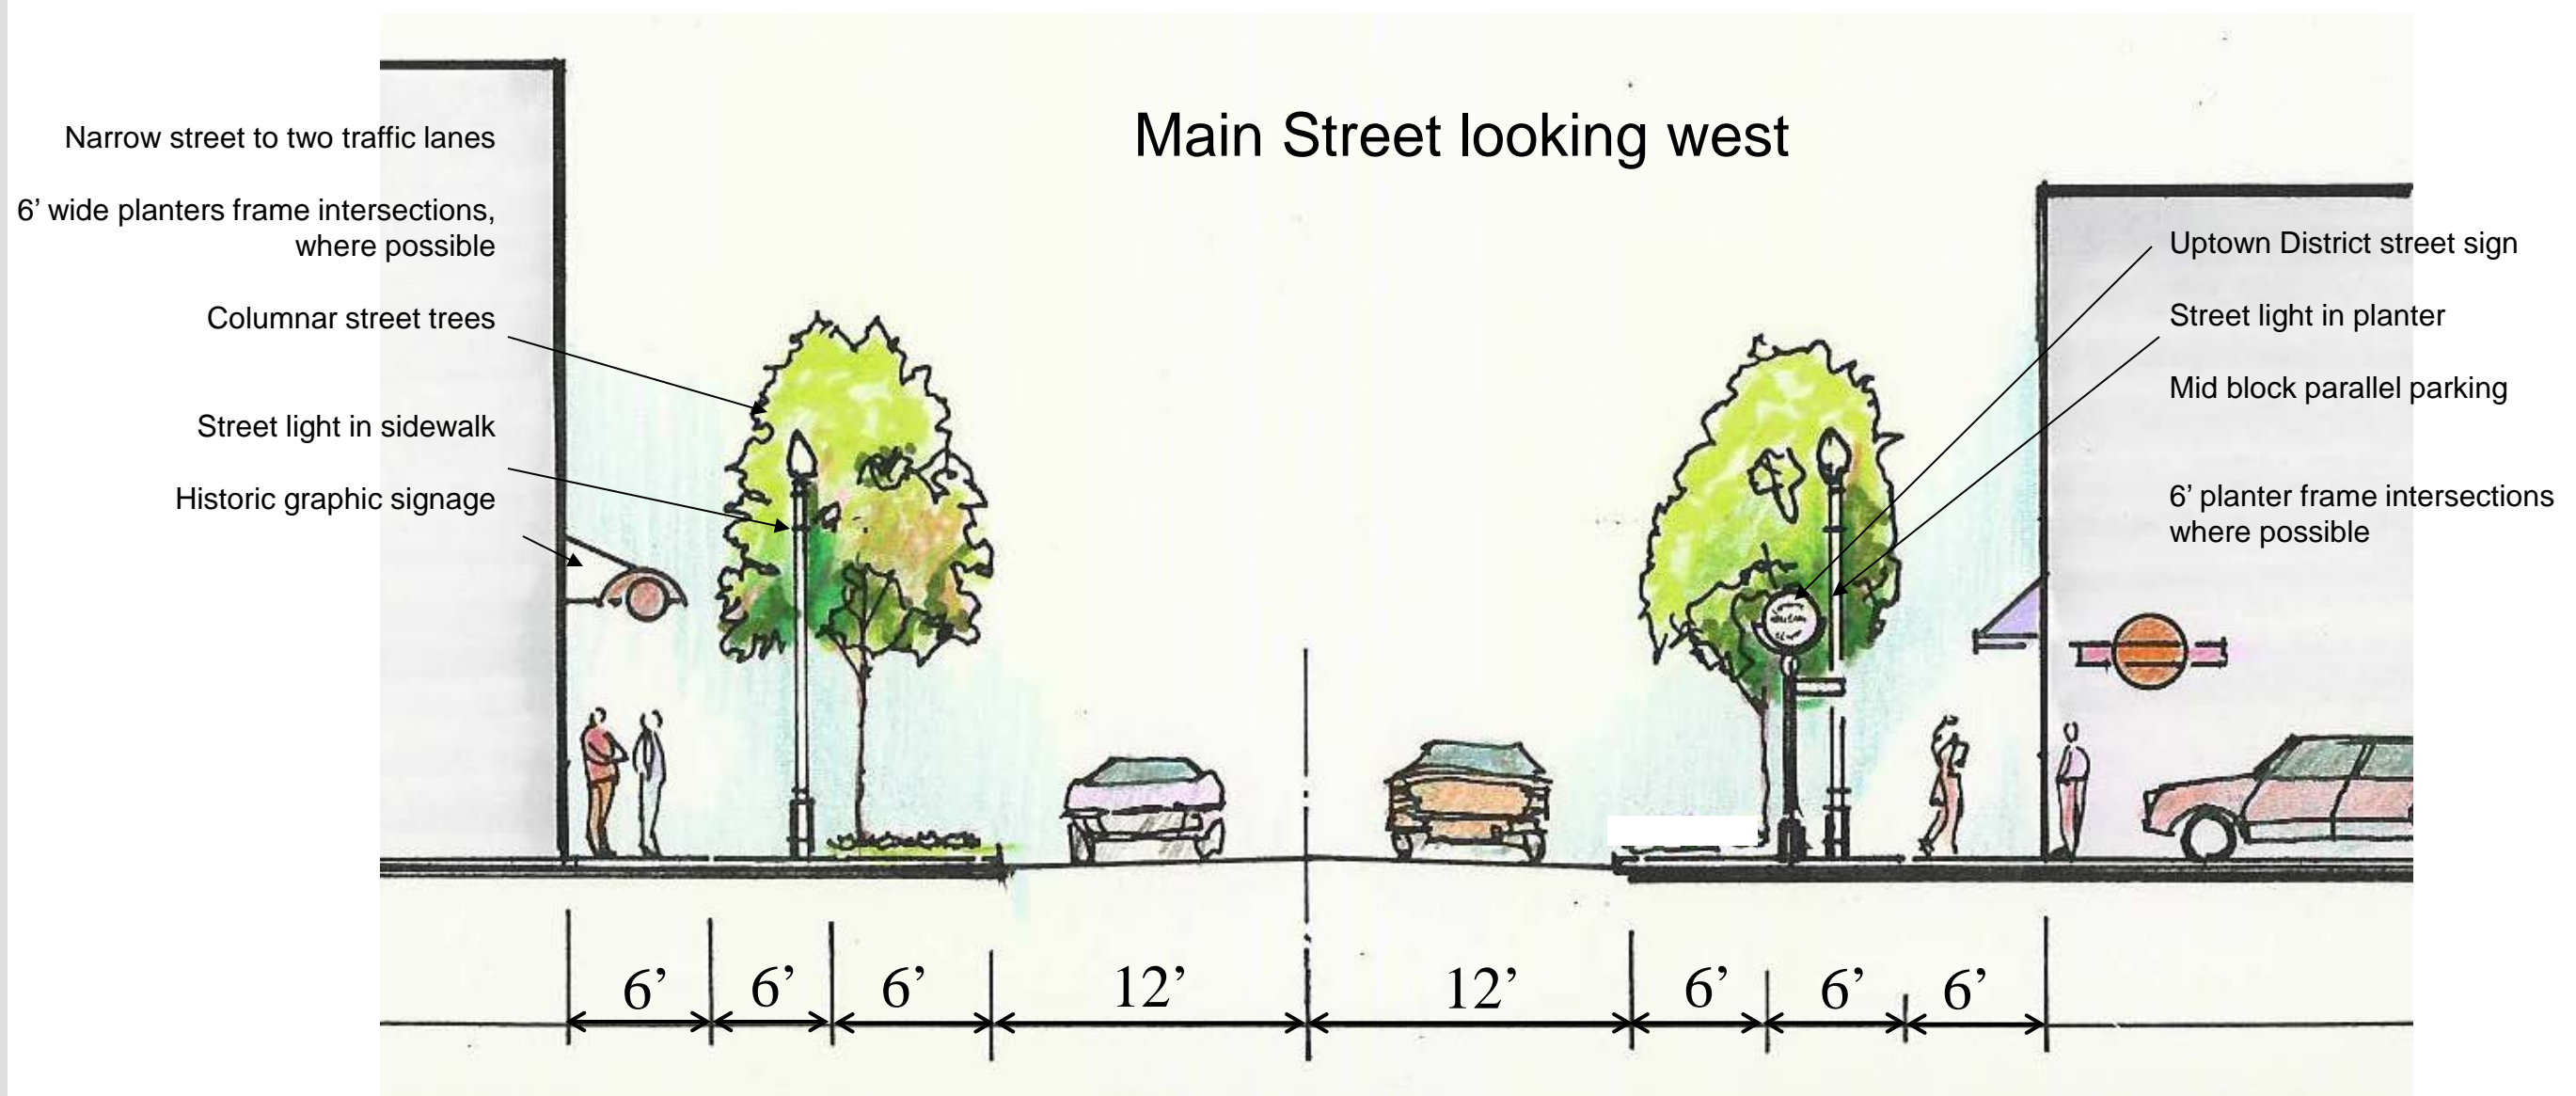 Main Street looking west
Narrow street to two traffic lanes
6’ wide planters frame intersections,
where possible
Columnar street trees
Street light in sidewalk
Historic graphic signage
Uptown District street sign
Street light in planter
Mid block parallel parking
6’ planter frame intersections
where possible
6’ 6’ 6’ 12’ 12’ 6’ 6’ 6’